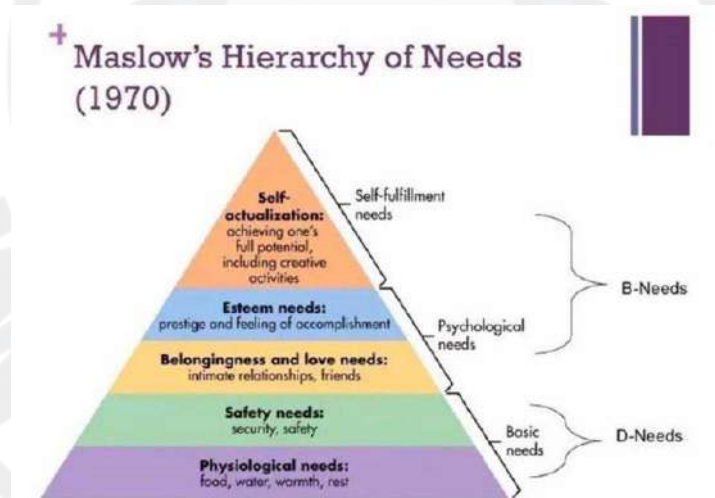 +
Maslow's Hierarchy of Needs
(1970)
Self-
actualization:
achieving one's
full potential,
including creative
activities
Esteem needs:
prestige and feeling of accomplishment
Belongingness and love needs:
intimate relationships, friends
Safety needs:
security, safety
Physiological needs:
food, water, warmth, rest
Self-fulfillment
needs
Psychological
needs
Basic
needs
B-Needs
D-Needs